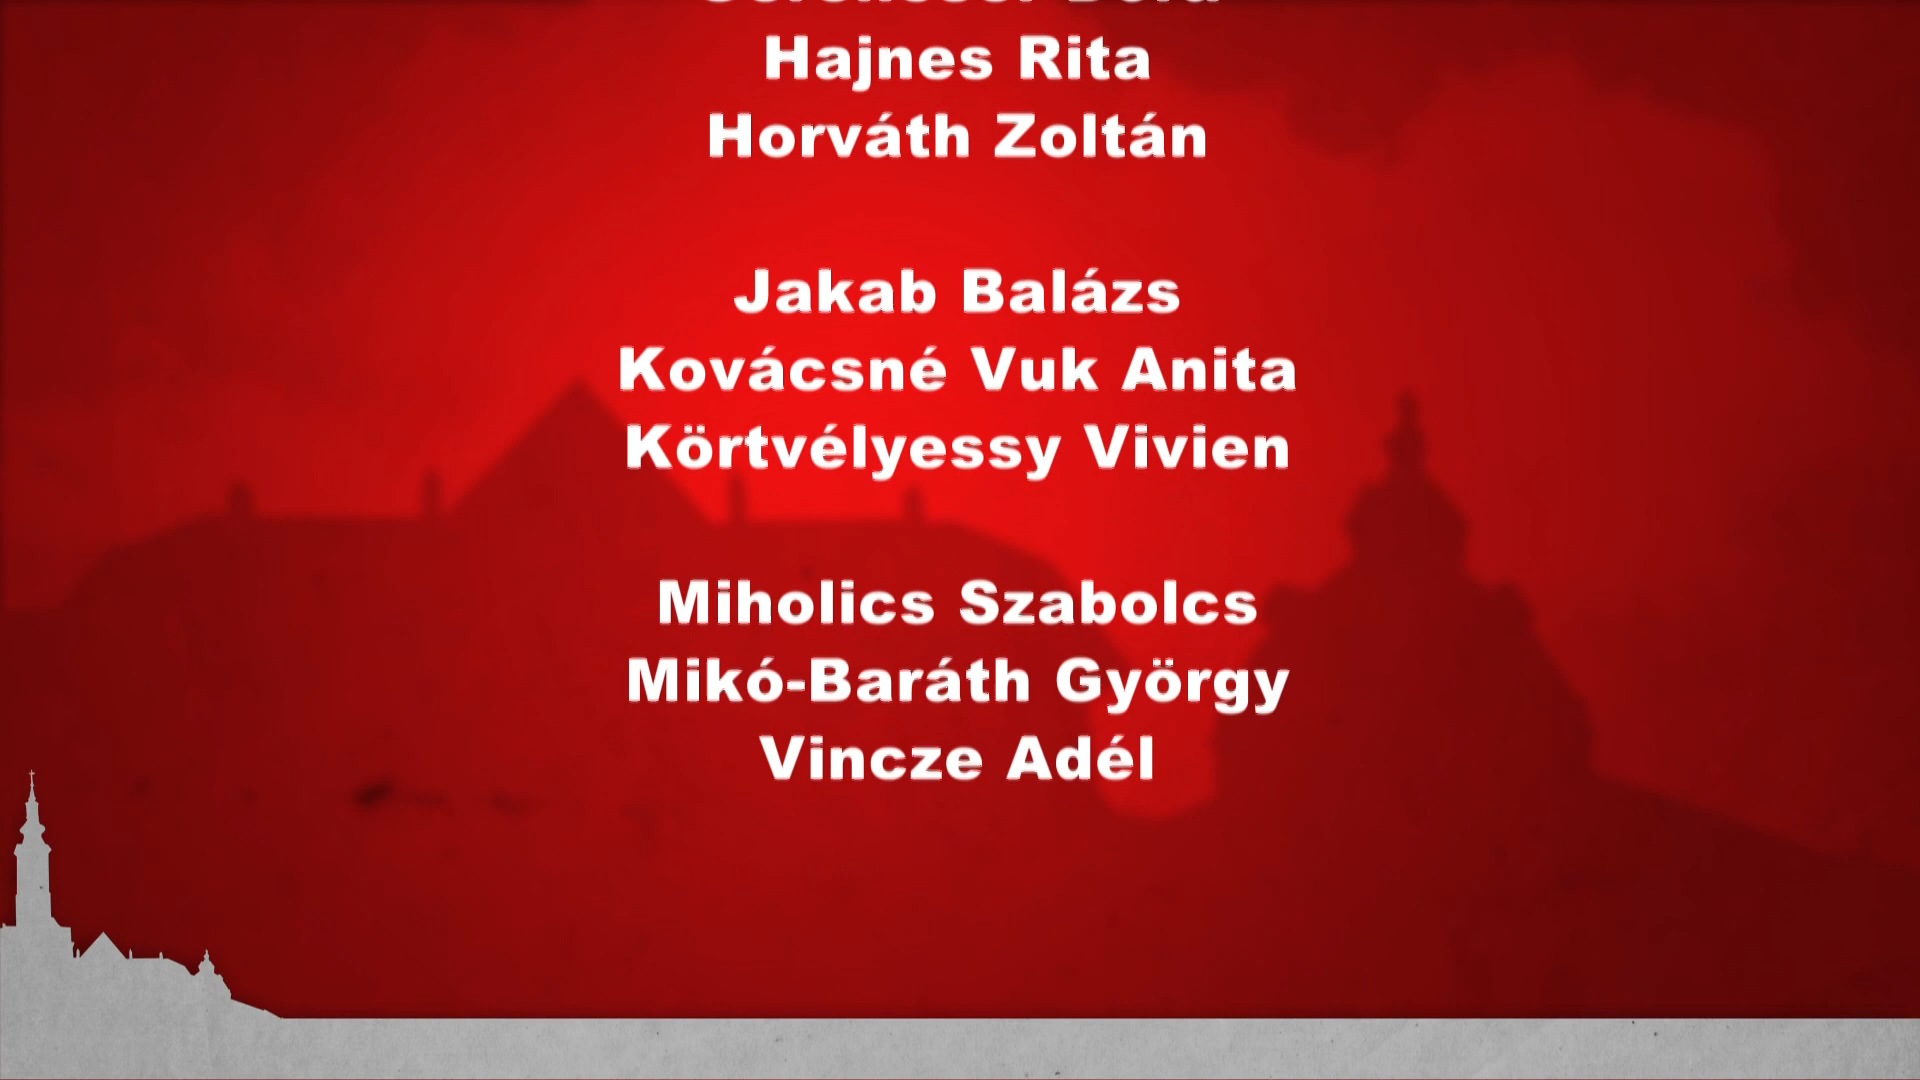 Hajnes Rita
Horváth Zoltán
Jakab Balázs
Kovácsné Vuk Anita
Körtvélyessy Vivien
Miholics Szabolcs
Mikó-Baráth György
Vincze Adél